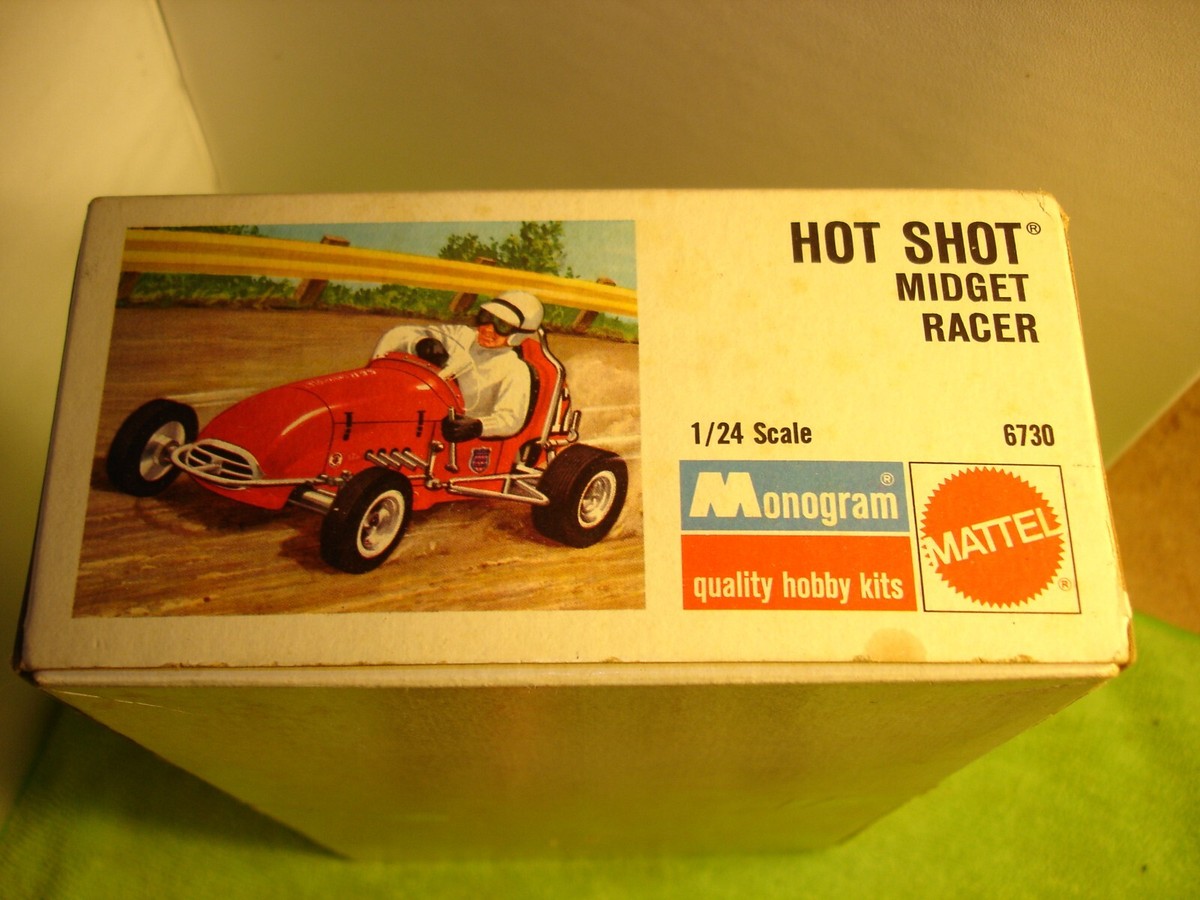 HOT SHOT®
MIDGET
RACER
1/24 Scale 6730
Monogram®
quality hobby kits
MATTEL®